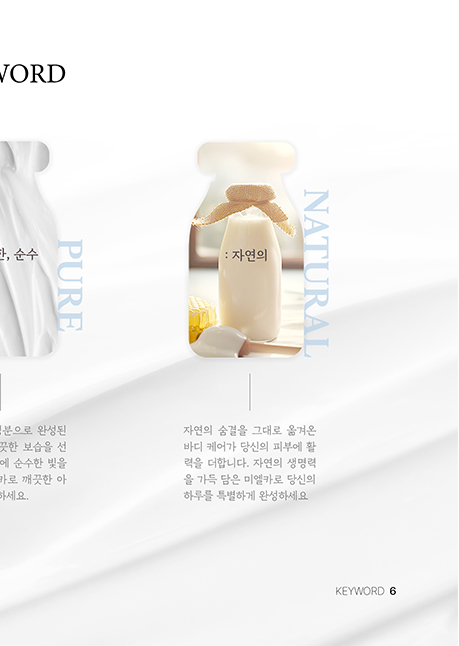 WORD
한, 순수
PURE
: 자연의
NATURAL
성분으로 완성된
끗한 보습을 선
에 순수한 빛을
카로 깨끗한 아
하세요.
자연의 숨결을 그대로 옮겨온
바디 케어가 당신의 피부에 활
력을 더합니다. 자연의 생명력
을 가득 담은 미엘카로 당신의
하루를 특별하게 완성하세요
KEYWORD 6